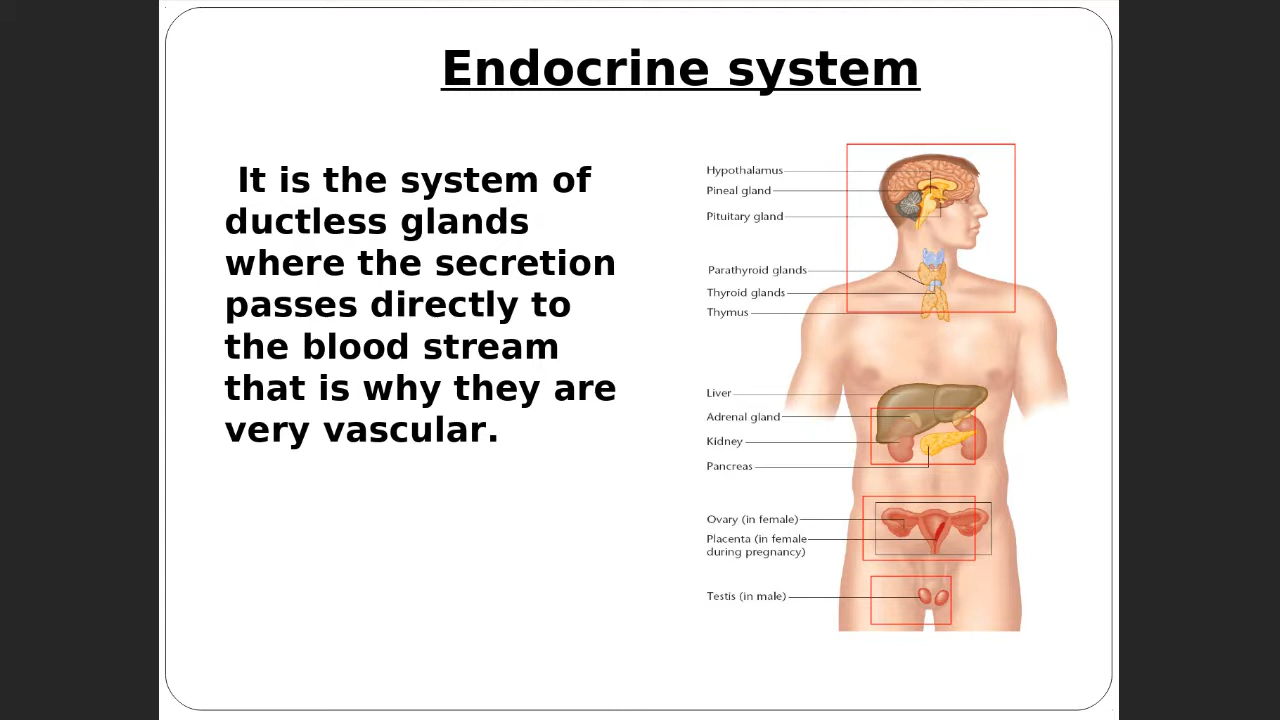 Endocrine system
It is the system of
ductless glands
where the secretion
passes directly to
the blood stream
that is why they are
very vascular.
Hypothalamus
Pineal gland
Pituitary gland
Parathyroid glands
Thyroid glands
Thymus
Liver
Adrenal gland
Kidney
Pancreas
Ovary (in female)
Placenta (in female
during pregnancy)
Testis (in male)